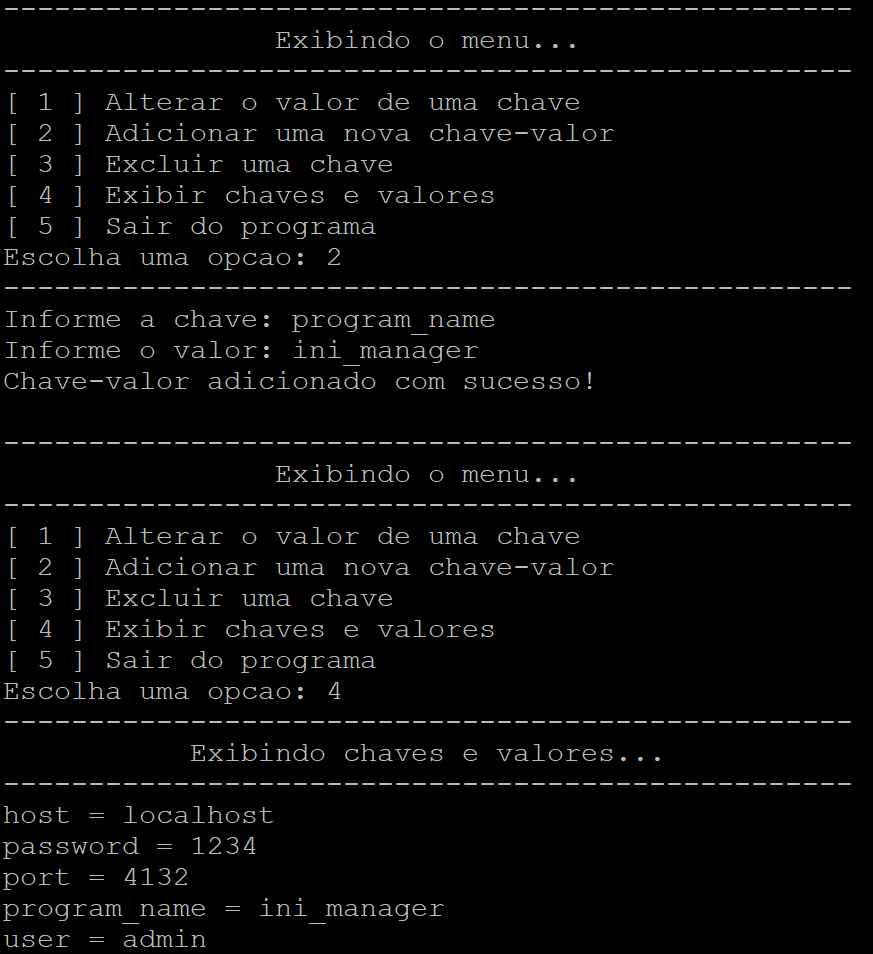 --------------------------------------------------
Exibindo o menu...
--------------------------------------------------
[ 1 ] Alterar o valor de uma chave
[ 2 ] Adicionar uma nova chave-valor
[ 3 ] Excluir uma chave
[ 4 ] Exibir chaves e valores
[ 5 ] Sair do programa
Escolha uma opcao: 2
--------------------------------------------------
Informe a chave: program_name
Informe o valor: ini_manager
Chave-valor adicionado com sucesso!

--------------------------------------------------
Exibindo o menu...
--------------------------------------------------
[ 1 ] Alterar o valor de uma chave
[ 2 ] Adicionar uma nova chave-valor
[ 3 ] Excluir uma chave
[ 4 ] Exibir chaves e valores
[ 5 ] Sair do programa
Escolha uma opcao: 4
--------------------------------------------------
Exibindo chaves e valores...
--------------------------------------------------
host = localhost
password = 1234
port = 4132
program_name = ini_manager
user = admin